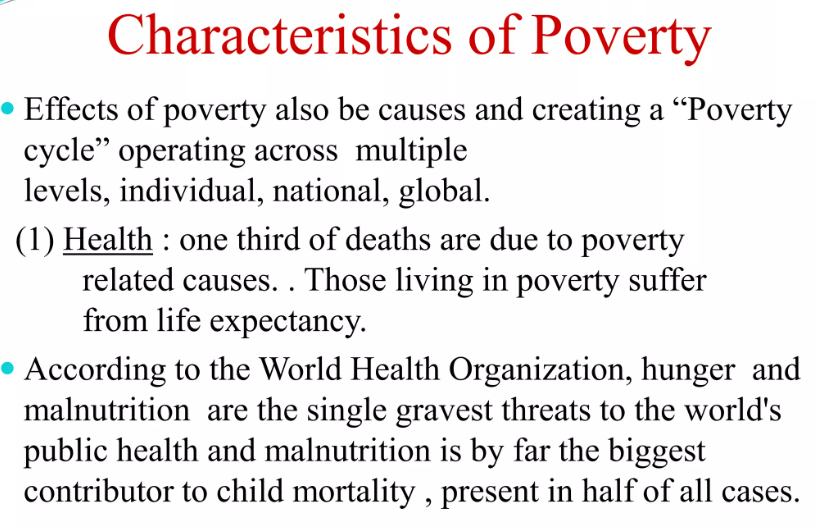 Characteristics of Poverty
• Effects of poverty also be causes and creating a “Poverty
cycle” operating across multiple
levels, individual, national, global.
(1) Health : one third of deaths are due to poverty
related causes. . Those living in poverty suffer
from life expectancy.
• According to the World Health Organization, hunger and
malnutrition are the single gravest threats to the world's
public health and malnutrition is by far the biggest
contributor to child mortality , present in half of all cases.